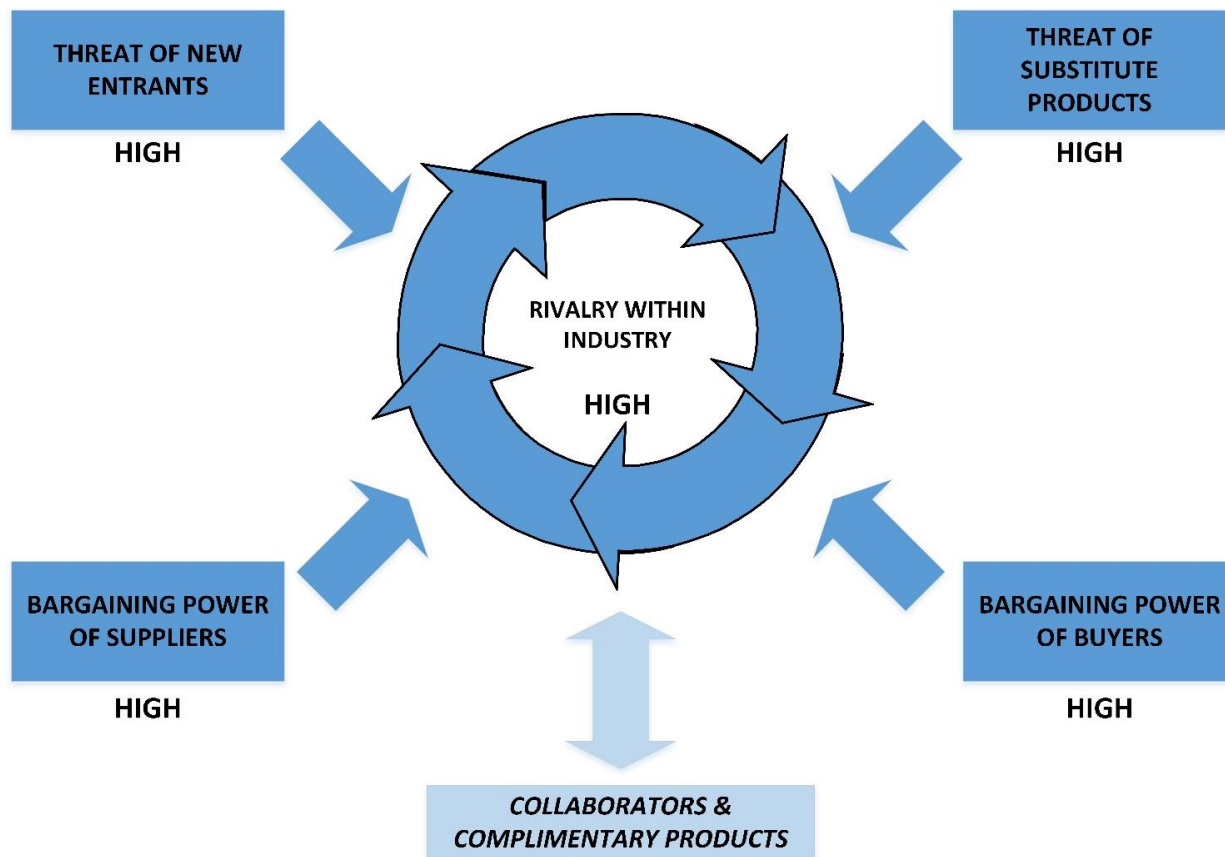 THREAT OF NEW
ENTRANTS
HIGH
THREAT OF
SUBSTITUTE
PRODUCTS
HIGH
RIVALRY WITHIN
INDUSTRY
HIGH
BARGAINING POWER
OF SUPPLIERS
HIGH
BARGAINING POWER
OF BUYERS
HIGH
COLLABORATORS &
COMPLIMENTARY PRODUCTS